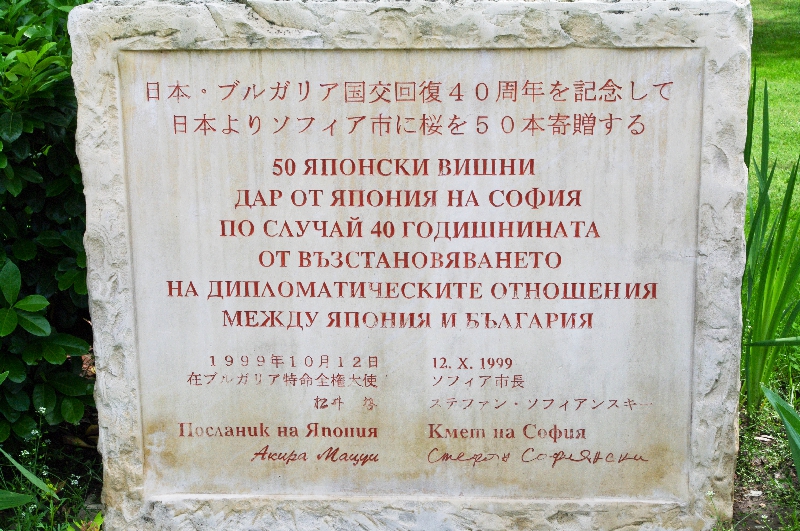 日本・ブルガリア国交回復４０周年を記念して
日本よりソフィア市に桜を５０本寄贈する
50 ЯПОНСКИ ВИШНИ
ДАР ОТ ЯПОНИЯ НА СОФИЯ
ПО СЛУЧАЙ 40 ГОДИШНИНАТА
ОТ ВЪЗСТАНОВЯВАНЕТО
НА ДИПЛОМАТИЧЕСКИТЕ ОТНОШЕНИЯ
МЕЖДУ ЯПОНИЯ И БЪЛГАРИЯ
１９９９年１０月１２日
在ブルガリア特命全権大使
松井
Посланик на Япония
Акира Мацуи
12. X. 1999
ソフィア市長
ステファン・ソフィアンスキー
Кмет на София
Стефан Софиянски